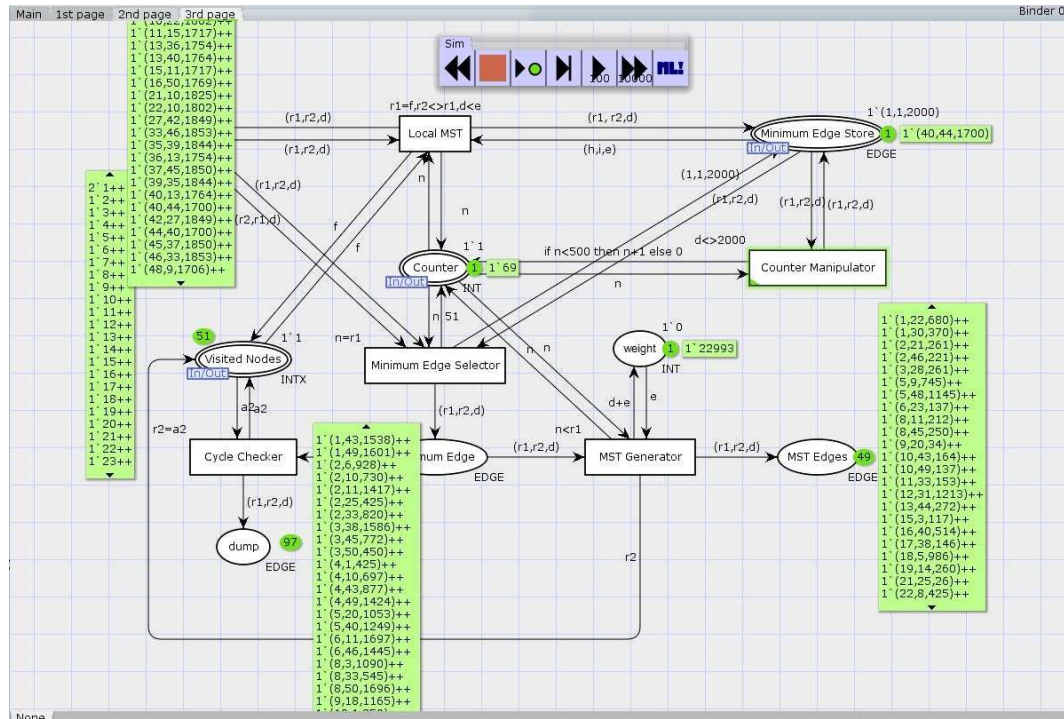 Main 1st page 2nd page 3rd page
Binder 0
Sim
100 10000 ML!
1`(11,15,1717)++
1`(13,36,1754)++
1`(13,40,1764)++
1`(15,11,1717)++
1`(16,50,1769)++
1`(21,10,1825)++
1`(22,10,1802)++
1`(27,42,1849)++
1`(33,46,1853)++
1`(35,39,1844)++
1`(36,13,1754)++
1`(37,45,1850)++
1`(39,35,1844)++
1`(40,13,1764)++
1`(40,44,1700)++
1`(42,27,1849)++
1`(44,40,1700)++
1`(45,37,1850)++
1`(46,33,1853)++
1`(48,9,1706)++
2`1++
1`2++
1`3++
1`4++
1`5++
1`6++
1`7++
1`8++
1`9++
1`10++
1`11++
1`12++
1`13++
1`14++
1`15++
1`16++
1`17++
1`18++
1`19++
1`20++
1`21++
1`22++
1`23++
r1=f,r2<>r1,d<e
Local MST
(r1,r2,d)
(r1,r2,d)
(r1, r2,d)
(h,i,e)
1`(1,1,2000)
Minimum Edge Store
1
1`(40,44,1700)
In/Out
EDGE
(r1,r2,d)
(r2,r1,d)
n
n
f
f
(1,1,2000)
(r1,r2,d)
(r1,r2,d)
(r1,r2,d)
d<>2000
Counter Manipulator
if n<500 then n+1 else 0
n
1`1
Counter
1
1`69
In/Out
INT
n
51
n
n
51
1`1
Visited Nodes
In/Out
INTX
n=r1
Minimum Edge Selector
1`0
weight
1
1`22993
INT
d+e
e
r2=a2
a2
a2
(r1,r2,d)
n<r1
Cycle Checker
mum Edge
EDGE
(r1,r2,d)
MST Generator
(r1,r2,d)
MST Edges
49
EDGE
(r1,r2,d)
dump
97
EDGE
r2
1`(1,43,1538)++
1`(1,49,1601)++
1`(2,6,928)++
1`(2,10,730)++
1`(2,11,1417)++
1`(2,25,425)++
1`(2,33,820)++
1`(3,38,1586)++
1`(3,45,772)++
1`(3,50,450)++
1`(4,1,425)++
1`(4,10,697)++
1`(4,43,877)++
1`(4,49,1424)++
1`(5,20,1053)++
1`(5,40,1249)++
1`(6,11,1697)++
1`(6,46,1445)++
1`(8,3,1090)++
1`(8,33,545)++
1`(8,50,1696)++
1`(9,18,1165)++
1`(1,22,680)++
1`(1,30,370)++
1`(2,21,261)++
1`(2,46,221)++
1`(3,28,261)++
1`(5,9,745)++
1`(5,48,1145)++
1`(6,23,137)++
1`(8,11,212)++
1`(8,45,250)++
1`(9,20,34)++
1`(10,43,164)++
1`(10,49,137)++
1`(11,33,153)++
1`(12,31,1213)++
1`(13,44,272)++
1`(15,3,117)++
1`(16,40,514)++
1`(17,38,146)++
1`(18,5,986)++
1`(19,14,260)++
1`(21,25,26)++
1`(22,8,425)++
None